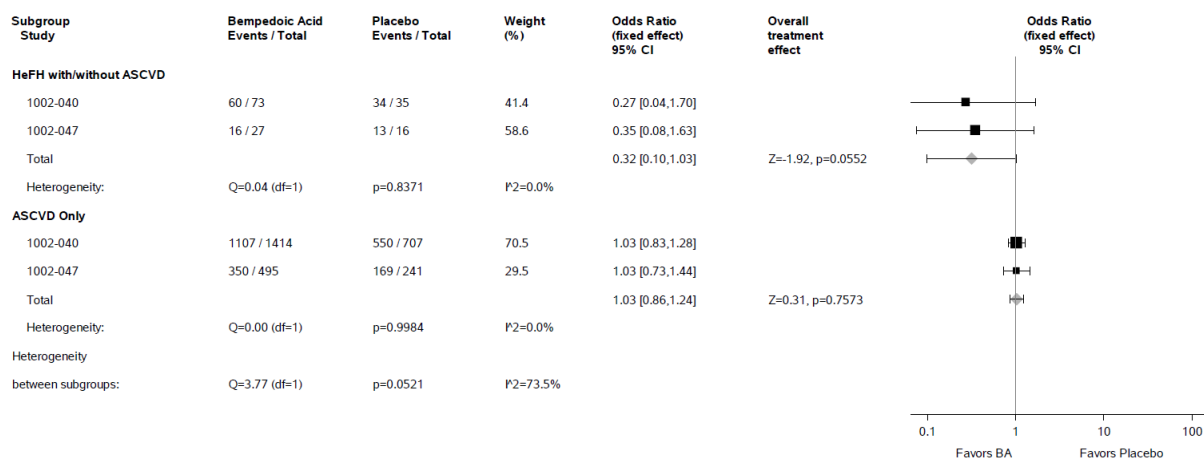 Subgroup Bempedoic Acid Placebo Weight Odds Ratio Overall Odds Ratio
Study Events / Total Events / Total (%) (fixed effect) treatment (fixed effect)
95% CI effect 95% CI
HeFH with/without ASCVD
1002-040 60 / 73 34 / 35 41.4 0.27 [0.04,1.70]
1002-047 16 / 27 13 / 16 58.6 0.35 [0.08,1.63]
Total 0.32 [0.10,1.03] Z=-1.92, p=0.0552
Heterogeneity: Q=0.04 (df=1) p=0.8371 I^2=0.0%
ASCVD Only
1002-040 1107 / 1414 550 / 707 70.5 1.03 [0.83,1.28]
1002-047 350 / 495 169 / 241 29.5 1.03 [0.73,1.44]
Total 1.03 [0.86,1.24] Z=0.31, p=0.7573
Heterogeneity: Q=0.00 (df=1) p=0.9984 I^2=0.0%
Heterogeneity
between subgroups: Q=3.77 (df=1) p=0.0521 I^2=73.5%
0.1 1 10 100
Favors BA Favors Placebo